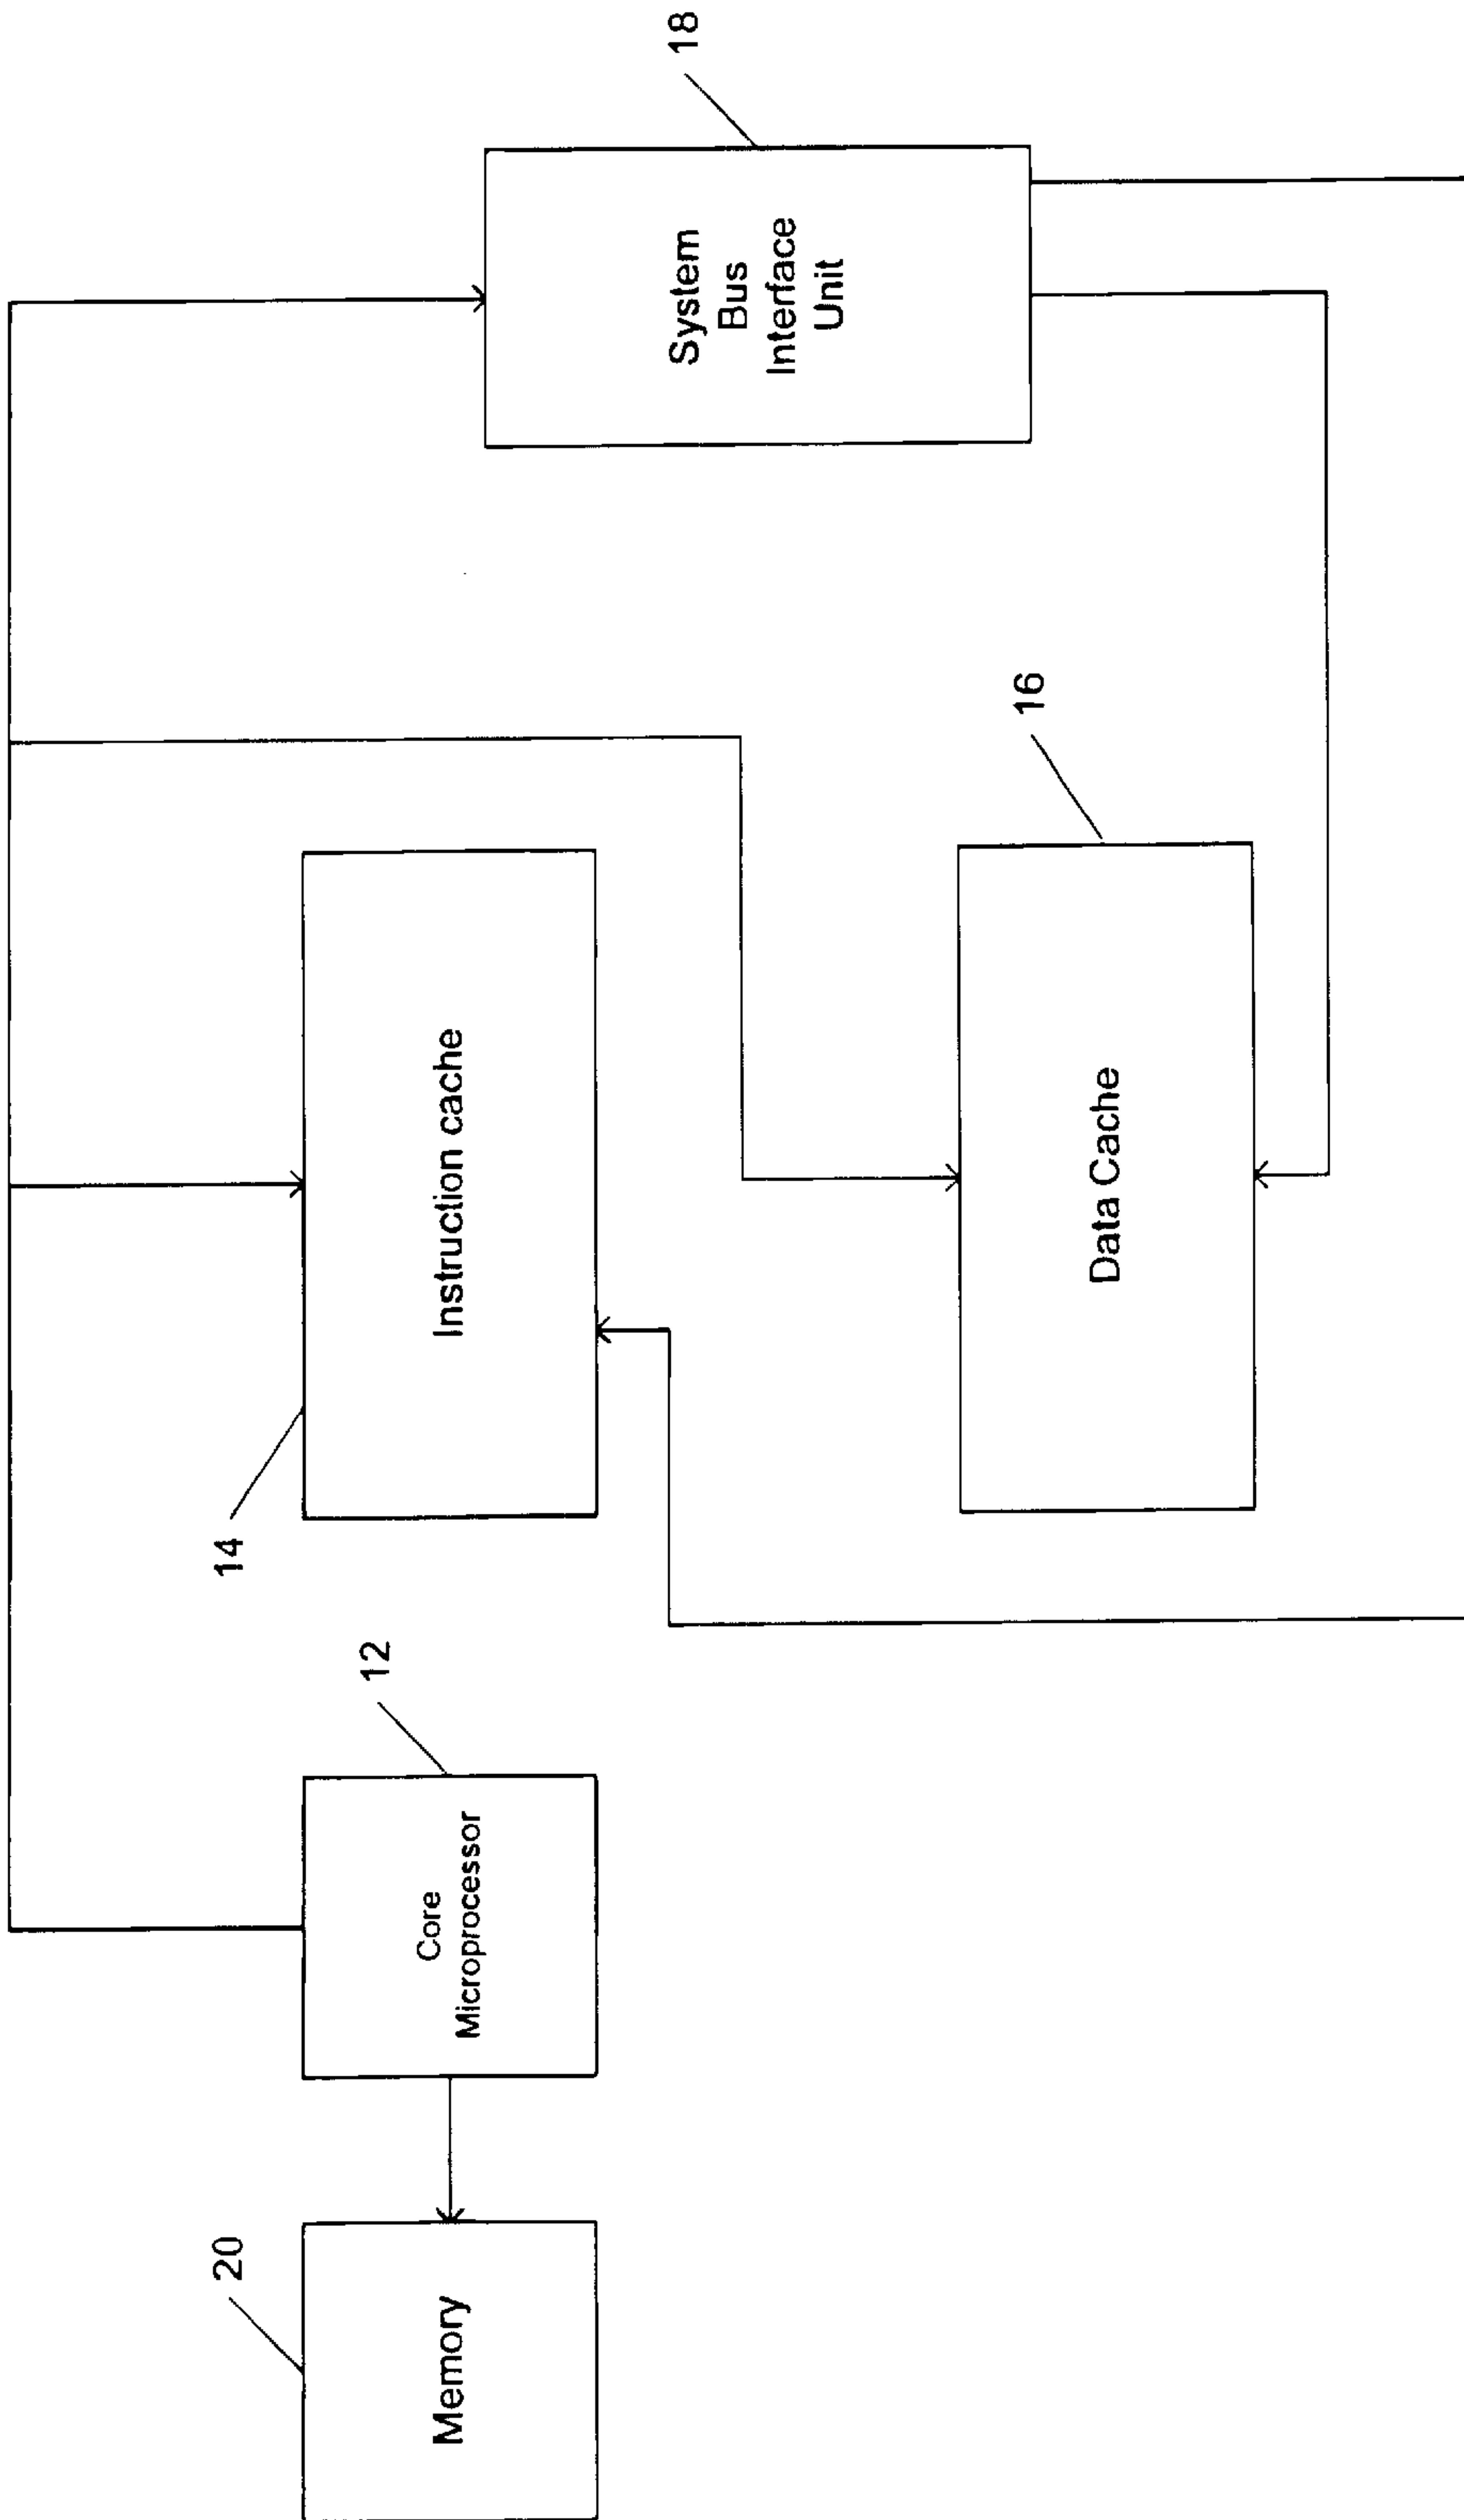 20
Memory
12
Core
Microprocessor
14
Instruction cache
16
Data Cache
18
System
Bus
Interface
Unit